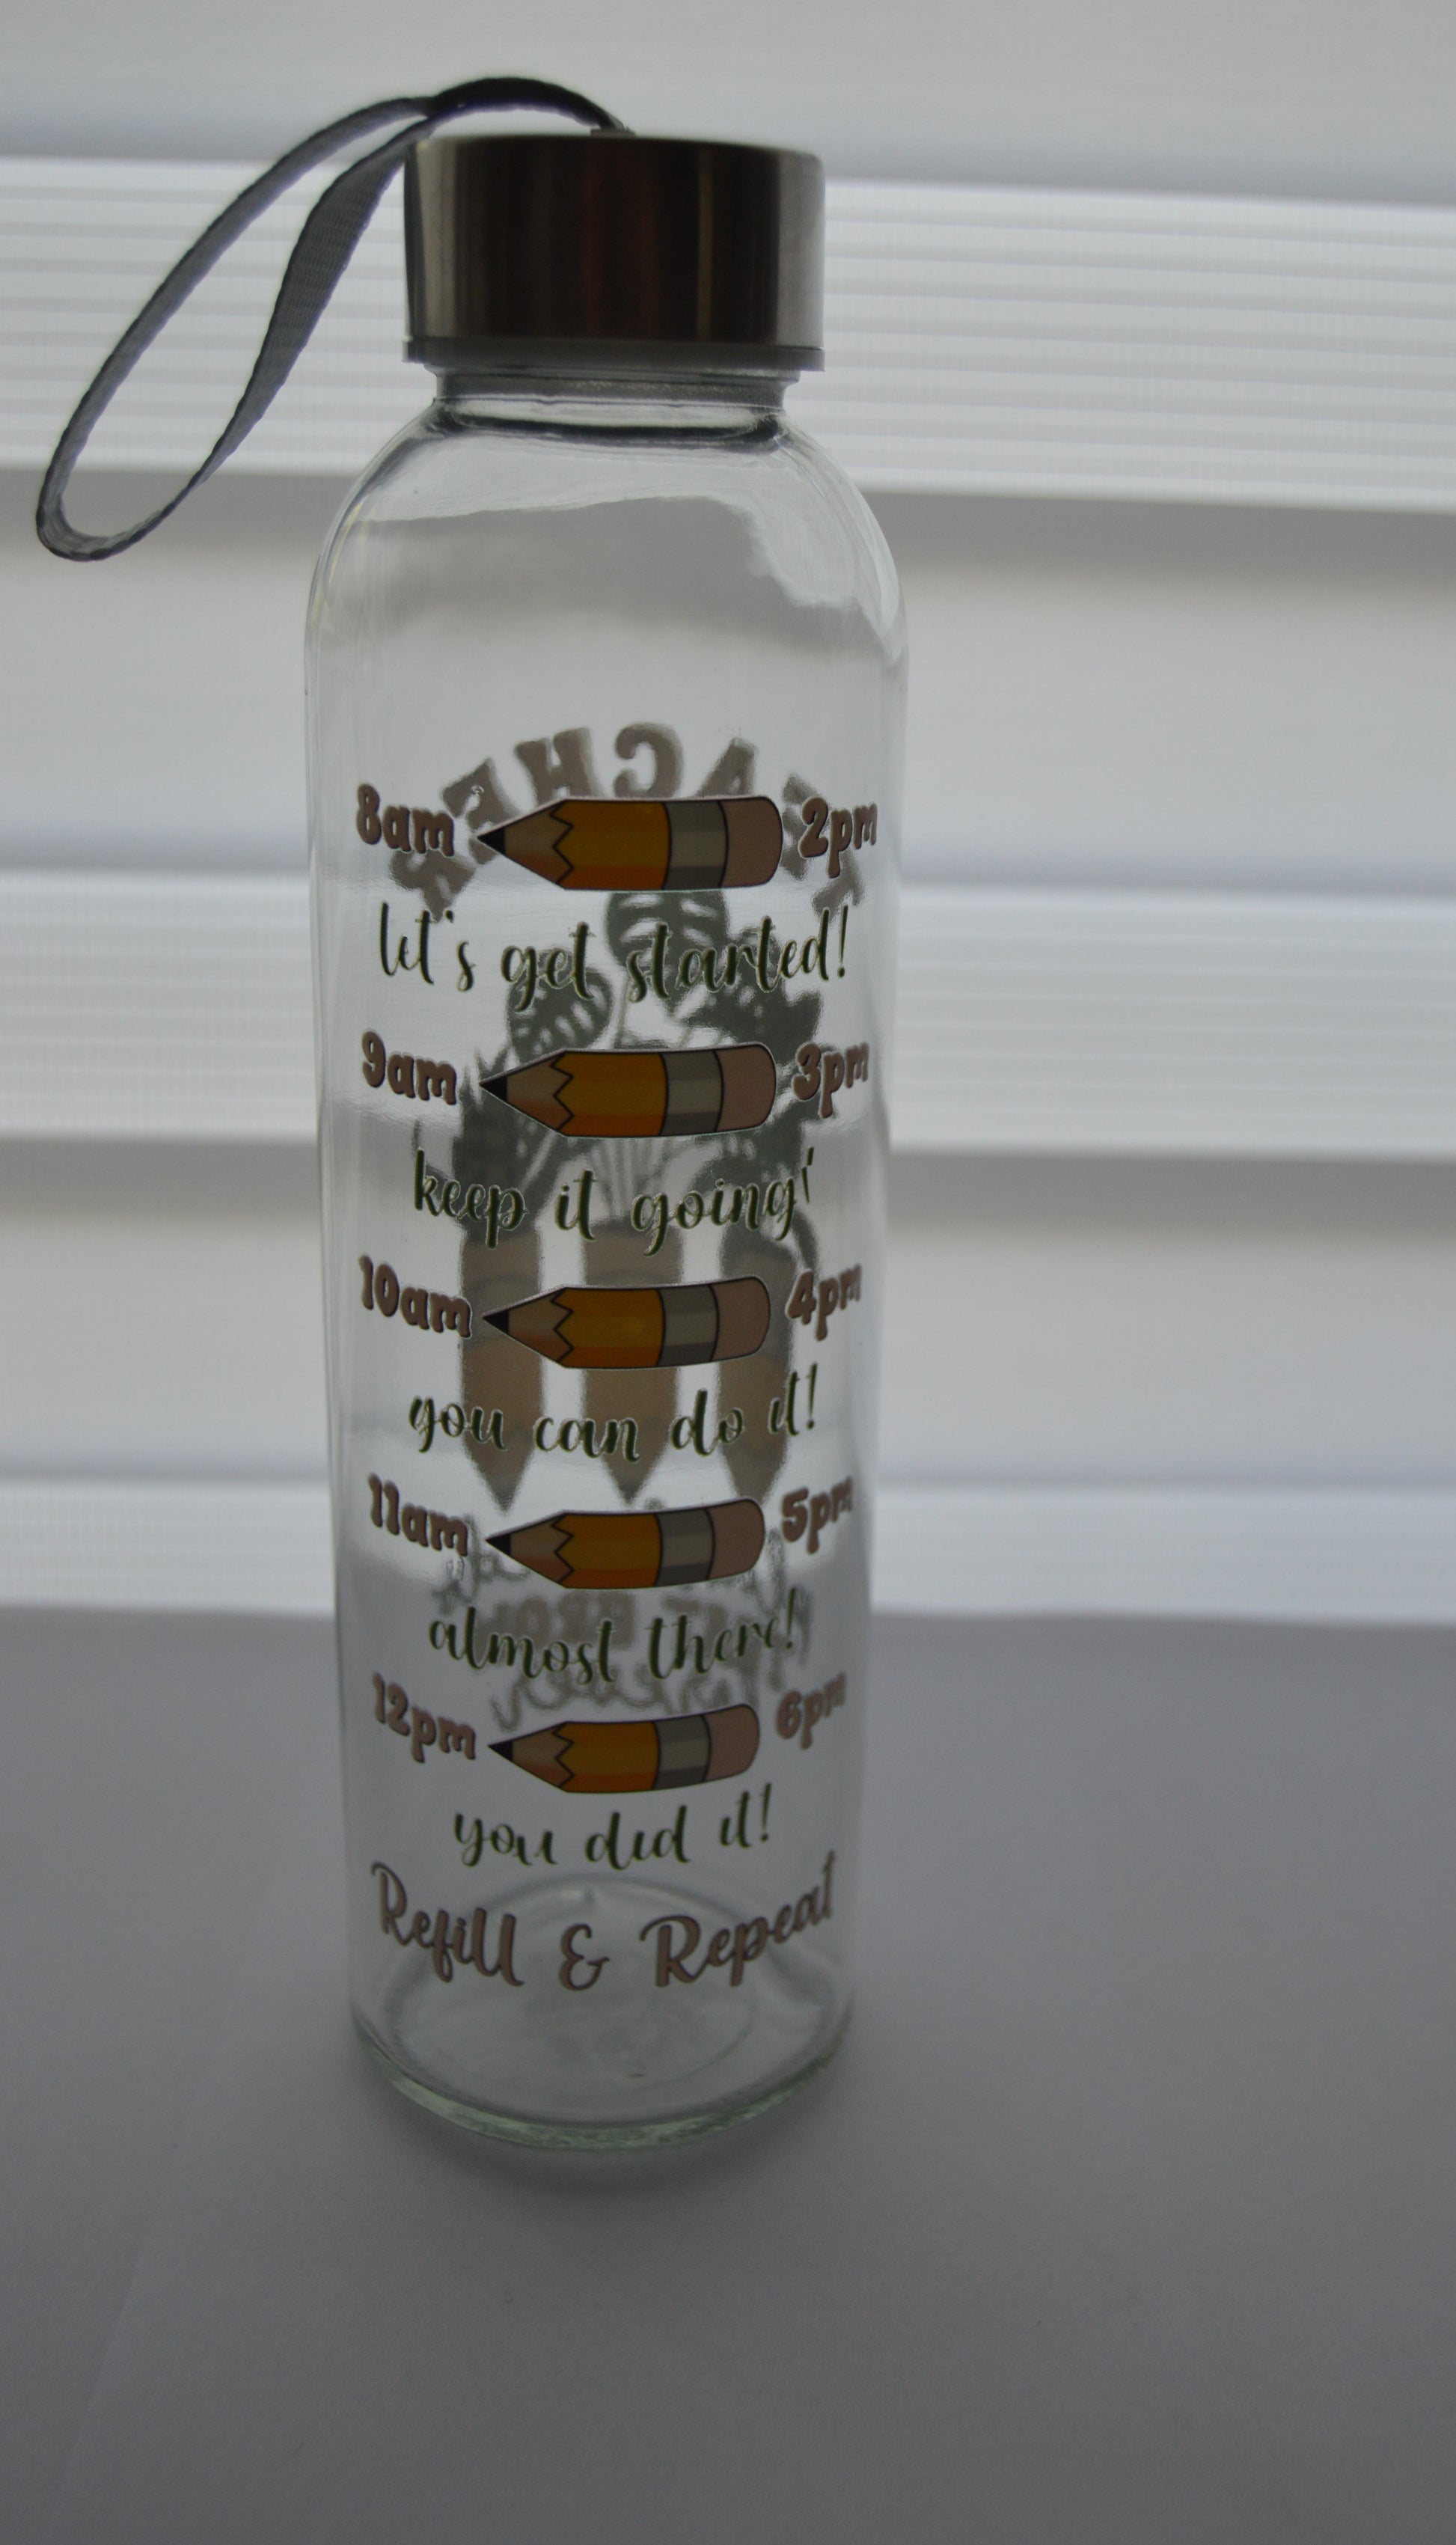 8am 2pm
let's get started!
9am 3pm
keep it going!
10am 4pm
you can do it!
11am 5pm
almost there!
12pm 6pm
you did it!
Refill & Repeat
TEACHER